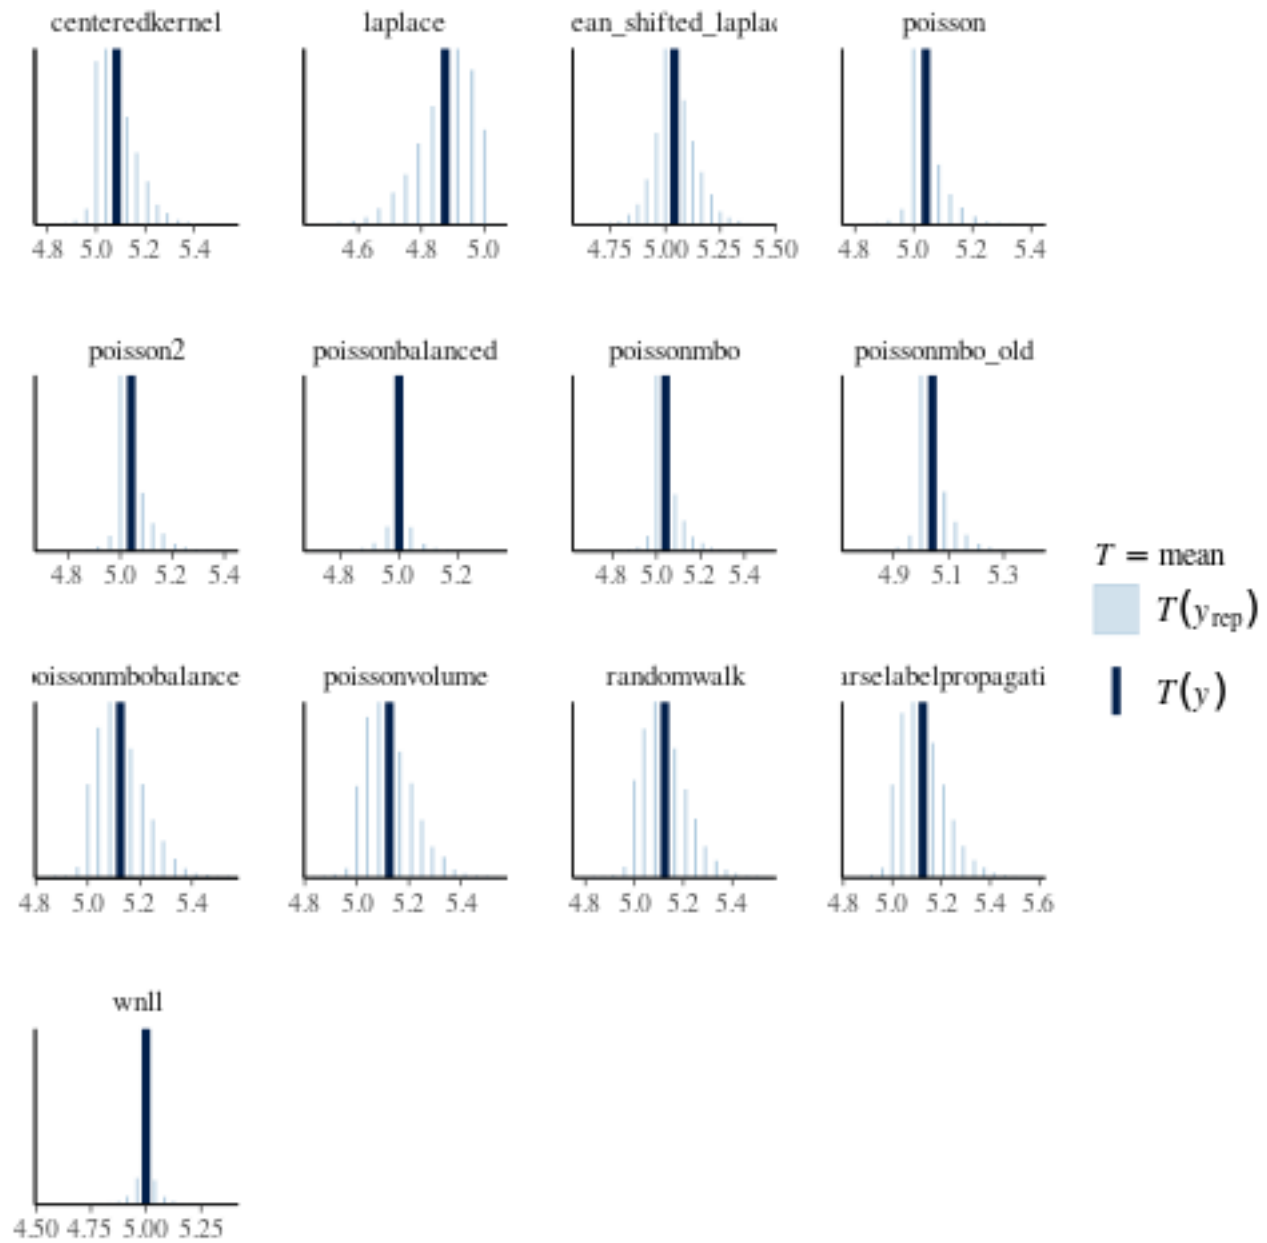 centeredkernel laplace ean_shifted_laplac poisson
4.8 5.0 5.2 5.4 4.6 4.8 5.0 4.75 5.00 5.25 5.50 4.8 5.0 5.2 5.4
poisson2 poissonbalanced poissonmbo poissonmbo_old
4.8 5.0 5.2 5.4 4.8 5.0 5.2 4.8 5.0 5.2 5.4 4.9 5.1 5.3
T = mean
T(yrep)
T(y)
oissonmbobalance poissonvolume randomwalk arselabelpropagati
4.8 5.0 5.2 5.4 4.8 5.0 5.2 5.4 4.8 5.0 5.2 5.4 4.8 5.0 5.2 5.4 5.6
wnll
4.50 4.75 5.00 5.25